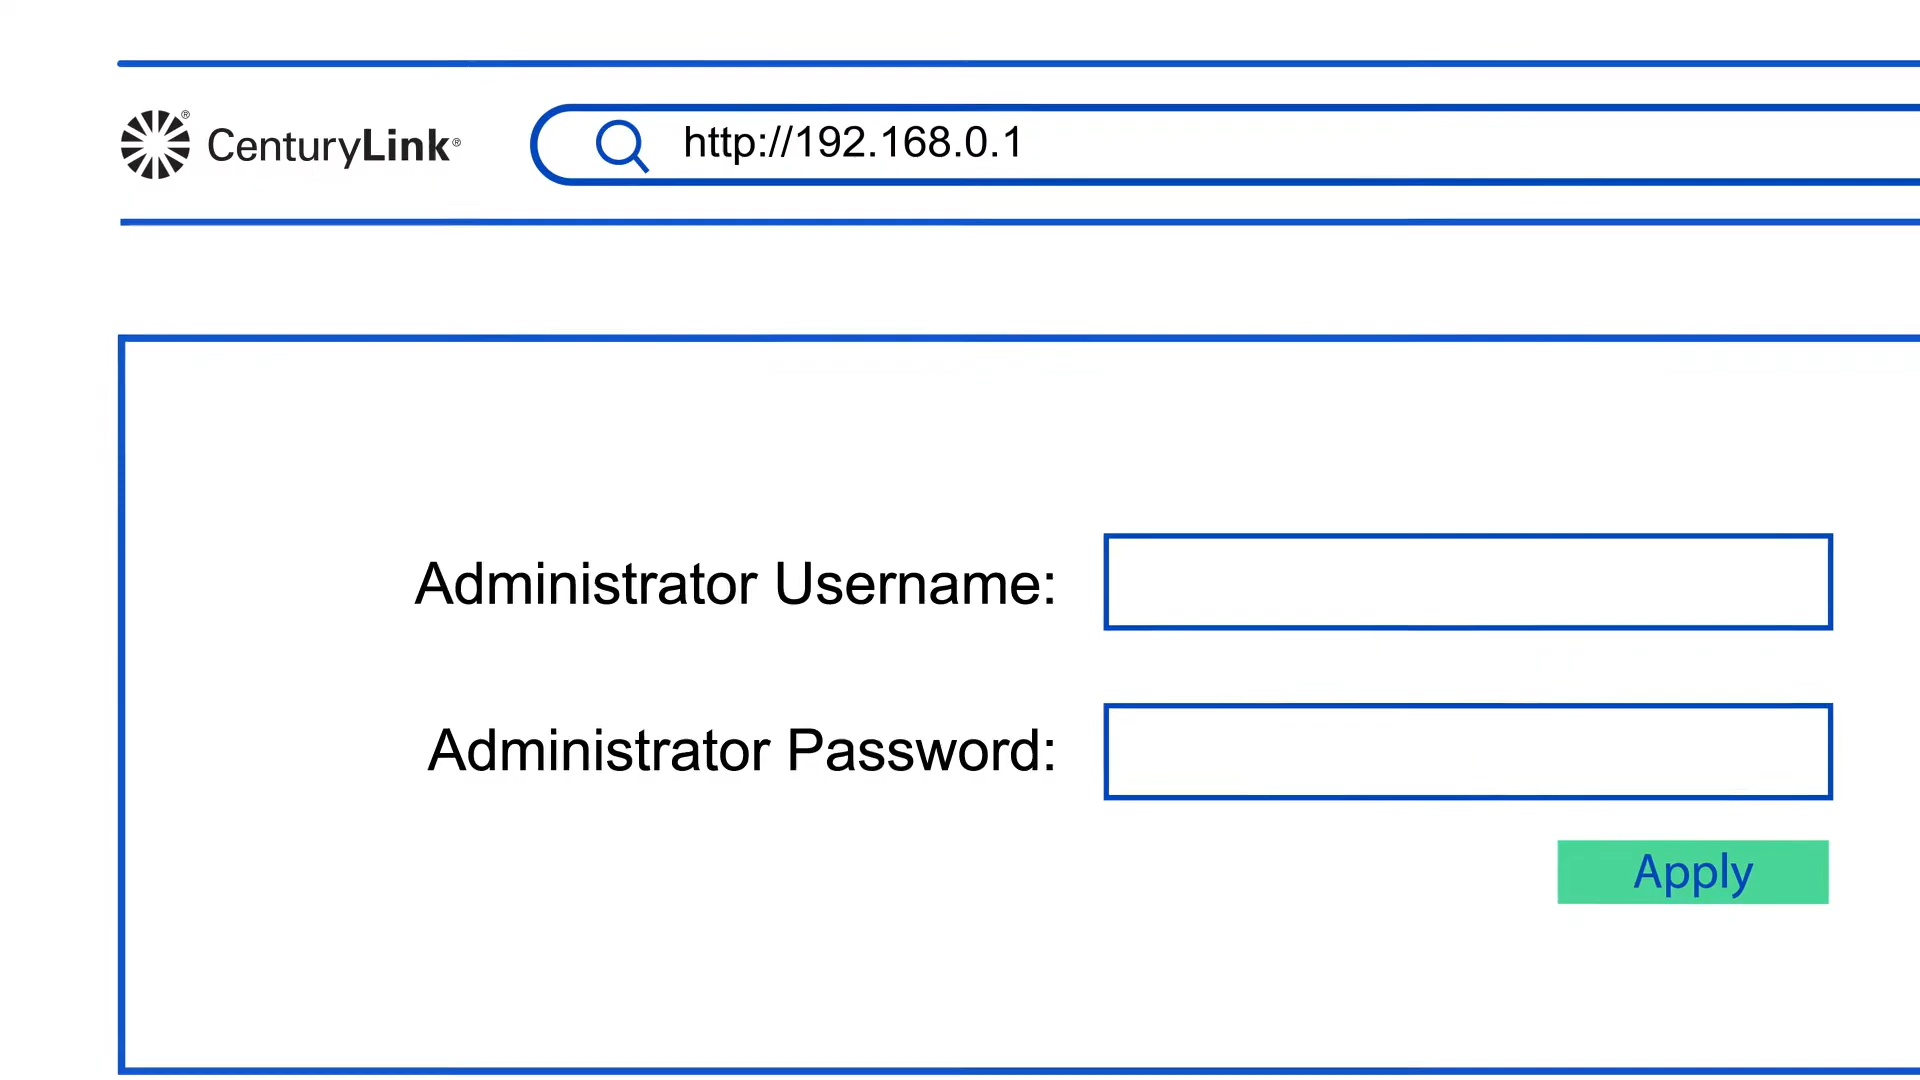 CenturyLink®
http://192.168.0.1
Administrator Username:
Administrator Password:
Apply